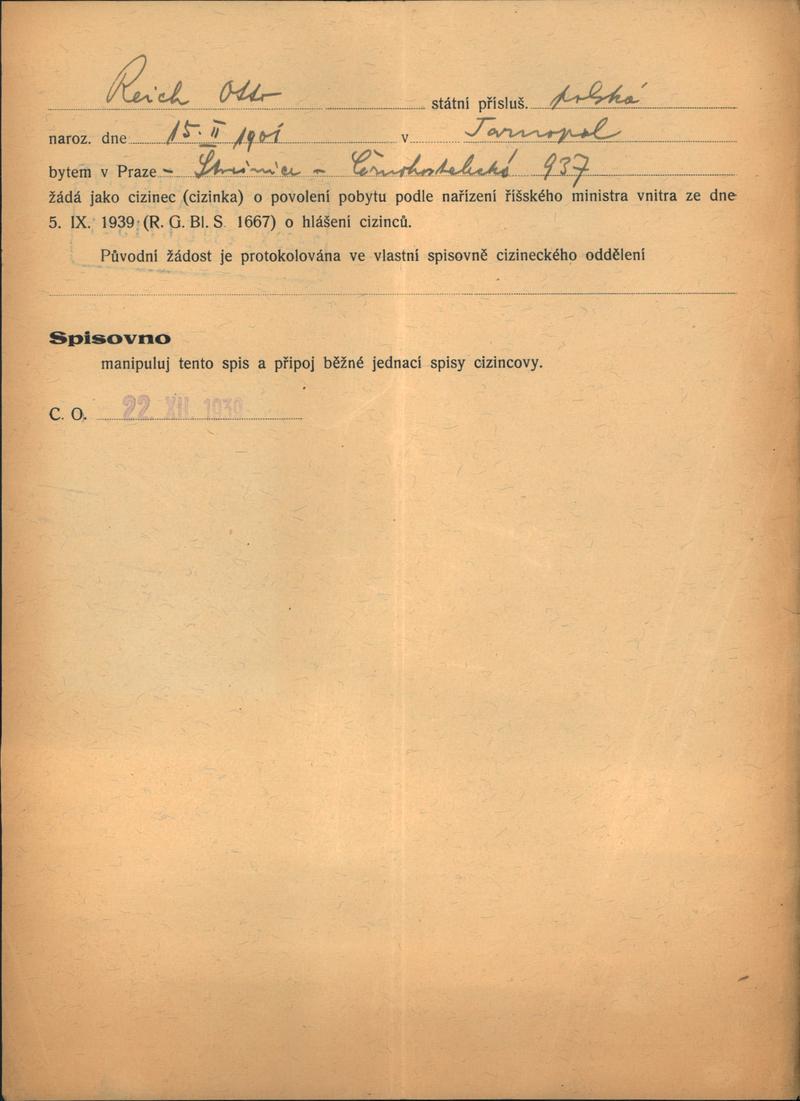 Reich Otto státní přísluš. polská
naroz. dne 15. II 1901 v Tarnopol
bytem v Praze - Strašnice - Černokostelecká 937
žádá jako cizinec (cizinka) o povolení pobytu podle nařízení říšského ministra vnitra ze dne
5. IX. 1939 (R. G. Bl. S 1667) o hlášení cizinců.
Původní žádost je protokolována ve vlastní spisovně cizineckého oddělení
Spisovno
manipuluj tento spis a připoj běžné jednací spisy cizincovy.
C. O. 22. XII. 1939